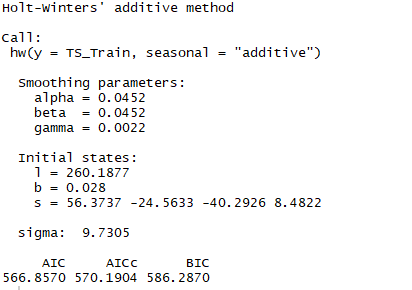 Holt-Winters' additive method
Call:
hw(y = TS_Train, seasonal = "additive")
Smoothing parameters:
alpha = 0.0452
beta  = 0.0452
gamma = 0.0022
Initial states:
l = 260.1877
b = 0.028
s = 56.3737 -24.5633 -40.2926 8.4822
sigma:  9.7305
AIC     AICc      BIC
566.8570 570.1904 586.2870